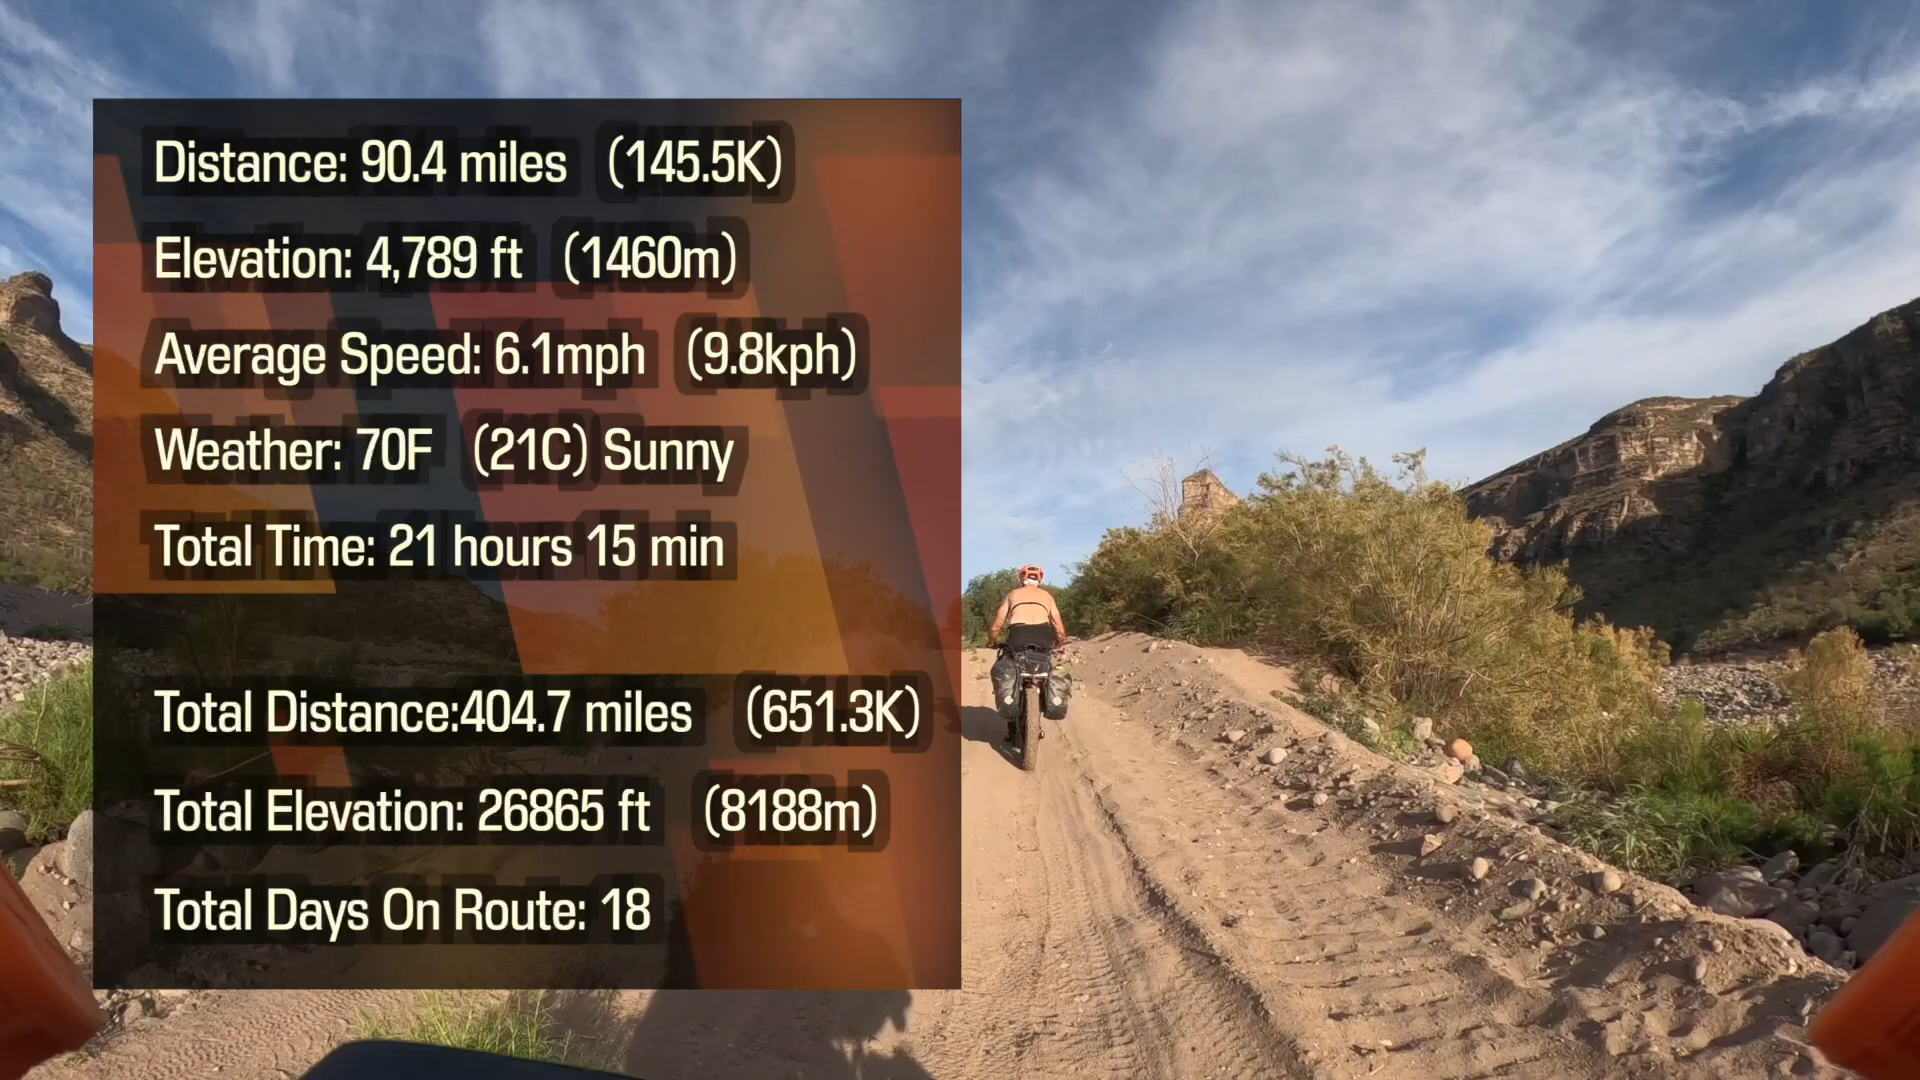 Distance: 90.4 miles (145.5K)
Elevation: 4,789 ft (1460m)
Average Speed: 6.1mph (9.8kph)
Weather: 70F (21C) Sunny
Total Time: 21 hours 15 min
Total Distance:404.7 miles (651.3K)
Total Elevation: 26865 ft (8188m)
Total Days On Route: 18